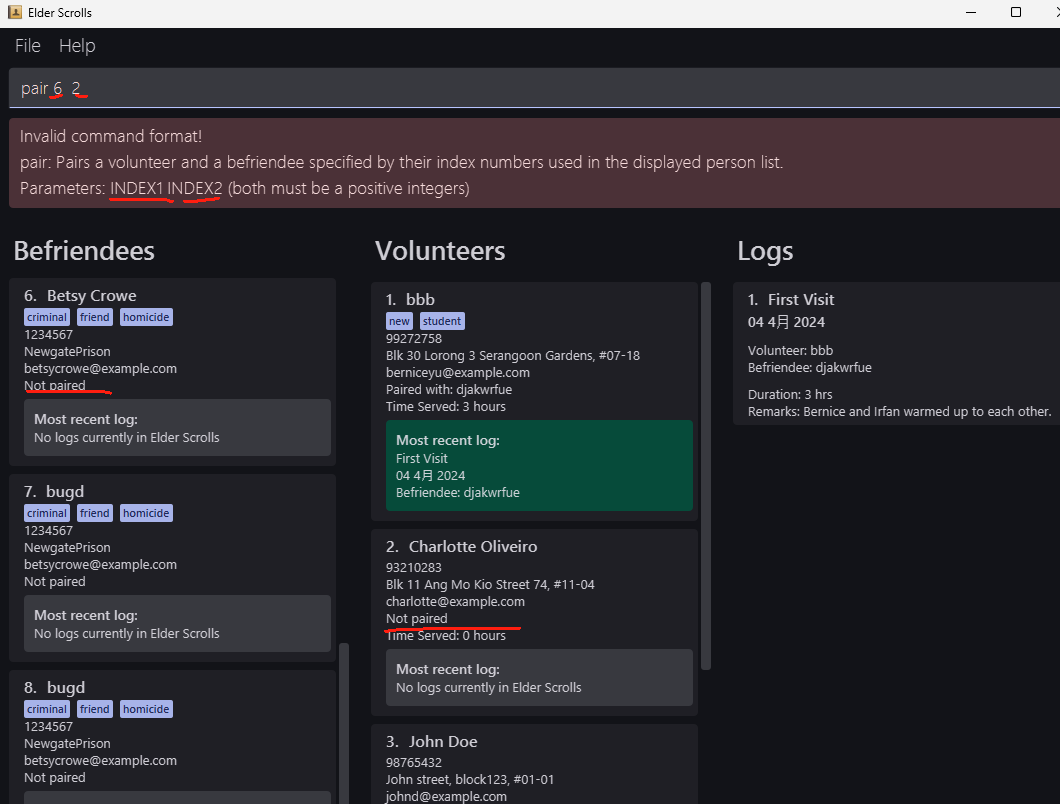 Elder Scrolls
File Help
pair 6  2
Invalid command format!
pair: Pairs a volunteer and a befriendee specified by their index numbers used in the displayed person list.
Parameters: INDEX1 INDEX2 (both must be a positive integers)
Befriendees
6. Betsy Crowe
criminal friend homicide
1234567
NewgatePrison
betsycrowe@example.com
Not paired
Most recent log:
No logs currently in Elder Scrolls
7. bugd
criminal friend homicide
1234567
NewgatePrison
betsycrowe@example.com
Not paired
Most recent log:
No logs currently in Elder Scrolls
8. bugd
criminal friend homicide
1234567
NewgatePrison
betsycrowe@example.com
Not paired
Volunteers
1. bbb
new student
99272758
Blk 30 Lorong 3 Serangoon Gardens, #07-18
berniceyu@example.com
Paired with: djakwrfue
Time Served: 3 hours
Most recent log:
First Visit
04 4月 2024
Befriendee: djakwrfue
2. Charlotte Oliveiro
93210283
Blk 11 Ang Mo Kio Street 74, #11-04
charlotte@example.com
Not paired
Time Served: 0 hours
Most recent log:
No logs currently in Elder Scrolls
3. John Doe
98765432
John street, block123, #01-01
johnd@example.com
Logs
1. First Visit
04 4月 2024
Volunteer: bbb
Befriendee: djakwrfue
Duration: 3 hrs
Remarks: Bernice and Irfan warmed up to each other.